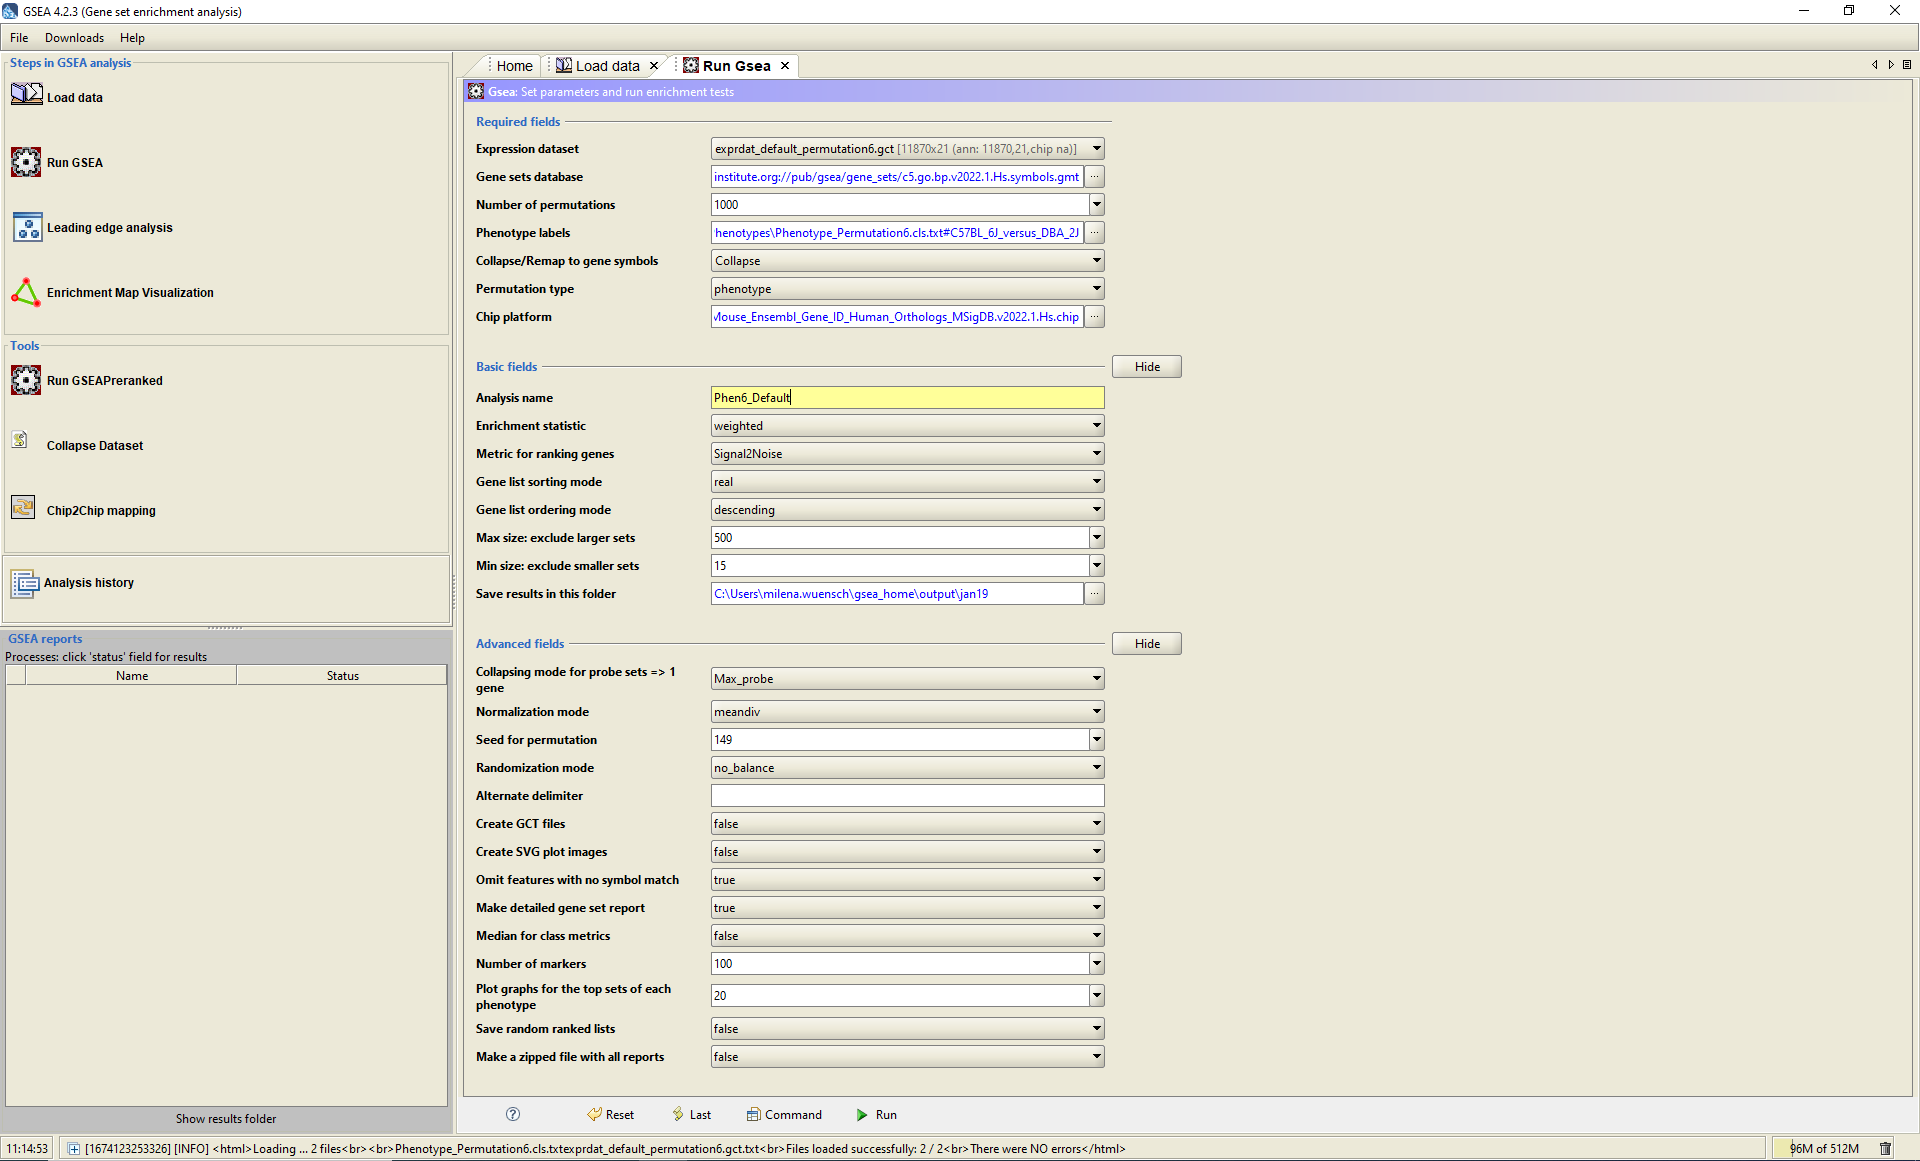 GSEA 4.2.3 (Gene set enrichment analysis)
File Downloads Help
Steps in GSEA analysis
Load data
Run GSEA
Leading edge analysis
Enrichment Map Visualization
Tools
Run GSEAPreranked
Collapse Dataset
Chip2Chip mapping
Analysis history
GSEA reports
Processes: click 'status' field for results
Name Status
Show results folder
Home Load data Run Gsea
Gsea: Set parameters and run enrichment tests
Required fields
Expression dataset exprdat_default_permutation6.gct [11870x21 (ann: 11870,21,chip na)]
Gene sets database institute.org://pub/gsea/gene_sets/c5.go.bp.v2022.1.Hs.symbols.gmt ...
Number of permutations 1000
Phenotype labels henotypes\Phenotype_Permutation6.cls.txt#C57BL_6J_versus_DBA_2J ...
Collapse/Remap to gene symbols Collapse
Permutation type phenotype
Chip platform Mouse_Ensembl_Gene_ID_Human_Orthologs_MSigDB.v2022.1.Hs.chip ...
Basic fields Hide
Analysis name Phen6_Default
Enrichment statistic weighted
Metric for ranking genes Signal2Noise
Gene list sorting mode real
Gene list ordering mode descending
Max size: exclude larger sets 500
Min size: exclude smaller sets 15
Save results in this folder C:\Users\milena.wuensch\gsea_home\output\jan19 ...
Advanced fields Hide
Collapsing mode for probe sets => 1
gene Max_probe
Normalization mode meandiv
Seed for permutation 149
Randomization mode no_balance
Alternate delimiter
Create GCT files false
Create SVG plot images false
Omit features with no symbol match true
Make detailed gene set report true
Median for class metrics false
Number of markers 100
Plot graphs for the top sets of each
phenotype 20
Save random ranked lists false
Make a zipped file with all reports false
? Reset Last Command Run
11:14:53 [1674123253326] [INFO] <html>Loading ... 2 files<br><br>Phenotype_Permutation6.cls.txtexprdat_default_permutation6.gct.txt<br>Files loaded successfully: 2 / 2<br>There were NO errors</html> 96M of 512M